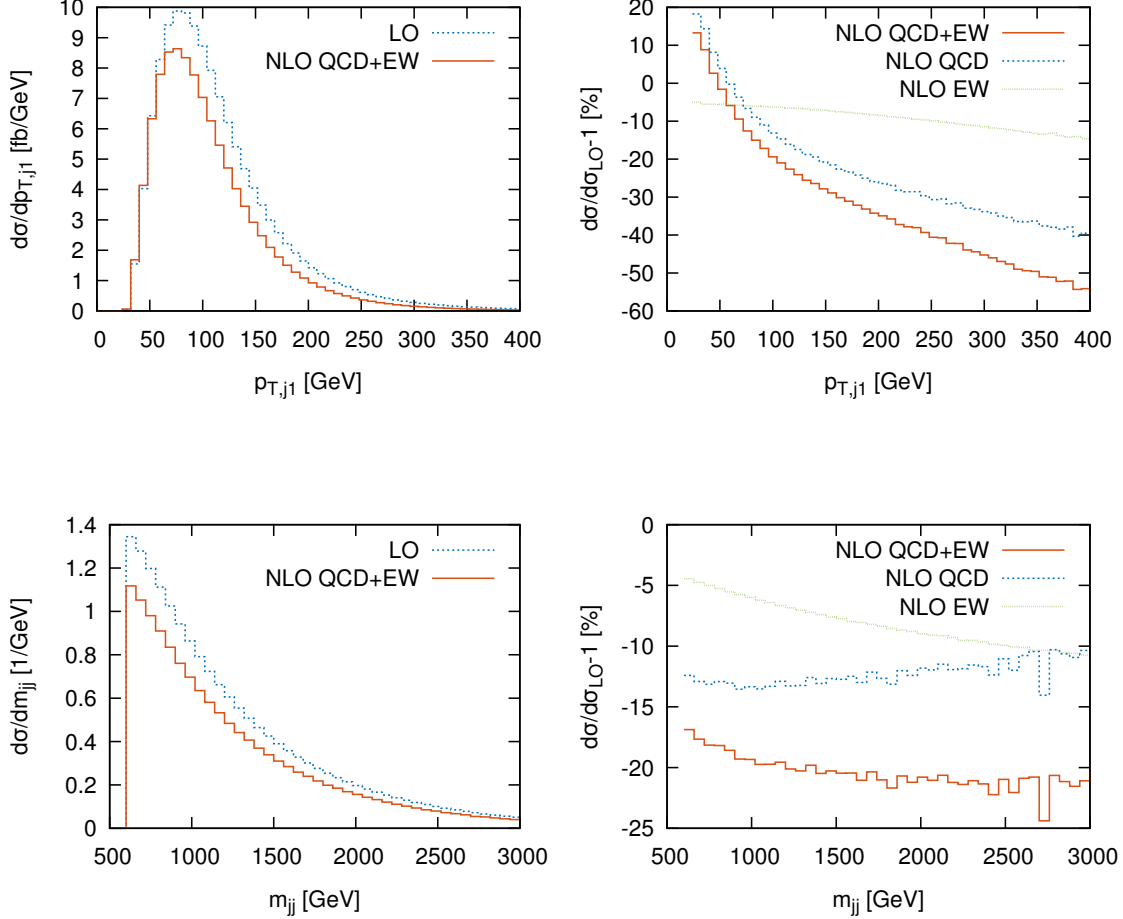 dσ/dp_T,j1 [fb/GeV]
10
9
8
7
6
5
4
3
2
1
0
LO
NLO QCD+EW
0 50 100 150 200 250 300 350 400
p_T,j1 [GeV]
dσ/dσ_LO-1 [%]
20
10
0
-10
-20
-30
-40
-50
-60
NLO QCD+EW
NLO QCD
NLO EW
0 50 100 150 200 250 300 350 400
p_T,j1 [GeV]
dσ/dm_jj [1/GeV]
1.4
1.2
1
0.8
0.6
0.4
0.2
0
LO
NLO QCD+EW
500 1000 1500 2000 2500 3000
m_jj [GeV]
dσ/dσ_LO-1 [%]
0
-5
-10
-15
-20
-25
NLO QCD+EW
NLO QCD
NLO EW
500 1000 1500 2000 2500 3000
m_jj [GeV]